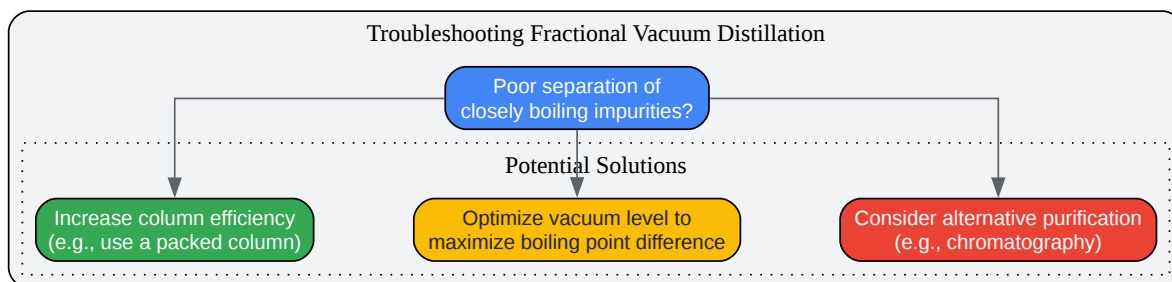 Troubleshooting Fractional Vacuum Distillation
Poor separation of
closely boiling impurities?
Potential Solutions
Increase column efficiency
(e.g., use a packed column)
Optimize vacuum level to
maximize boiling point difference
Consider alternative purification
(e.g., chromatography)